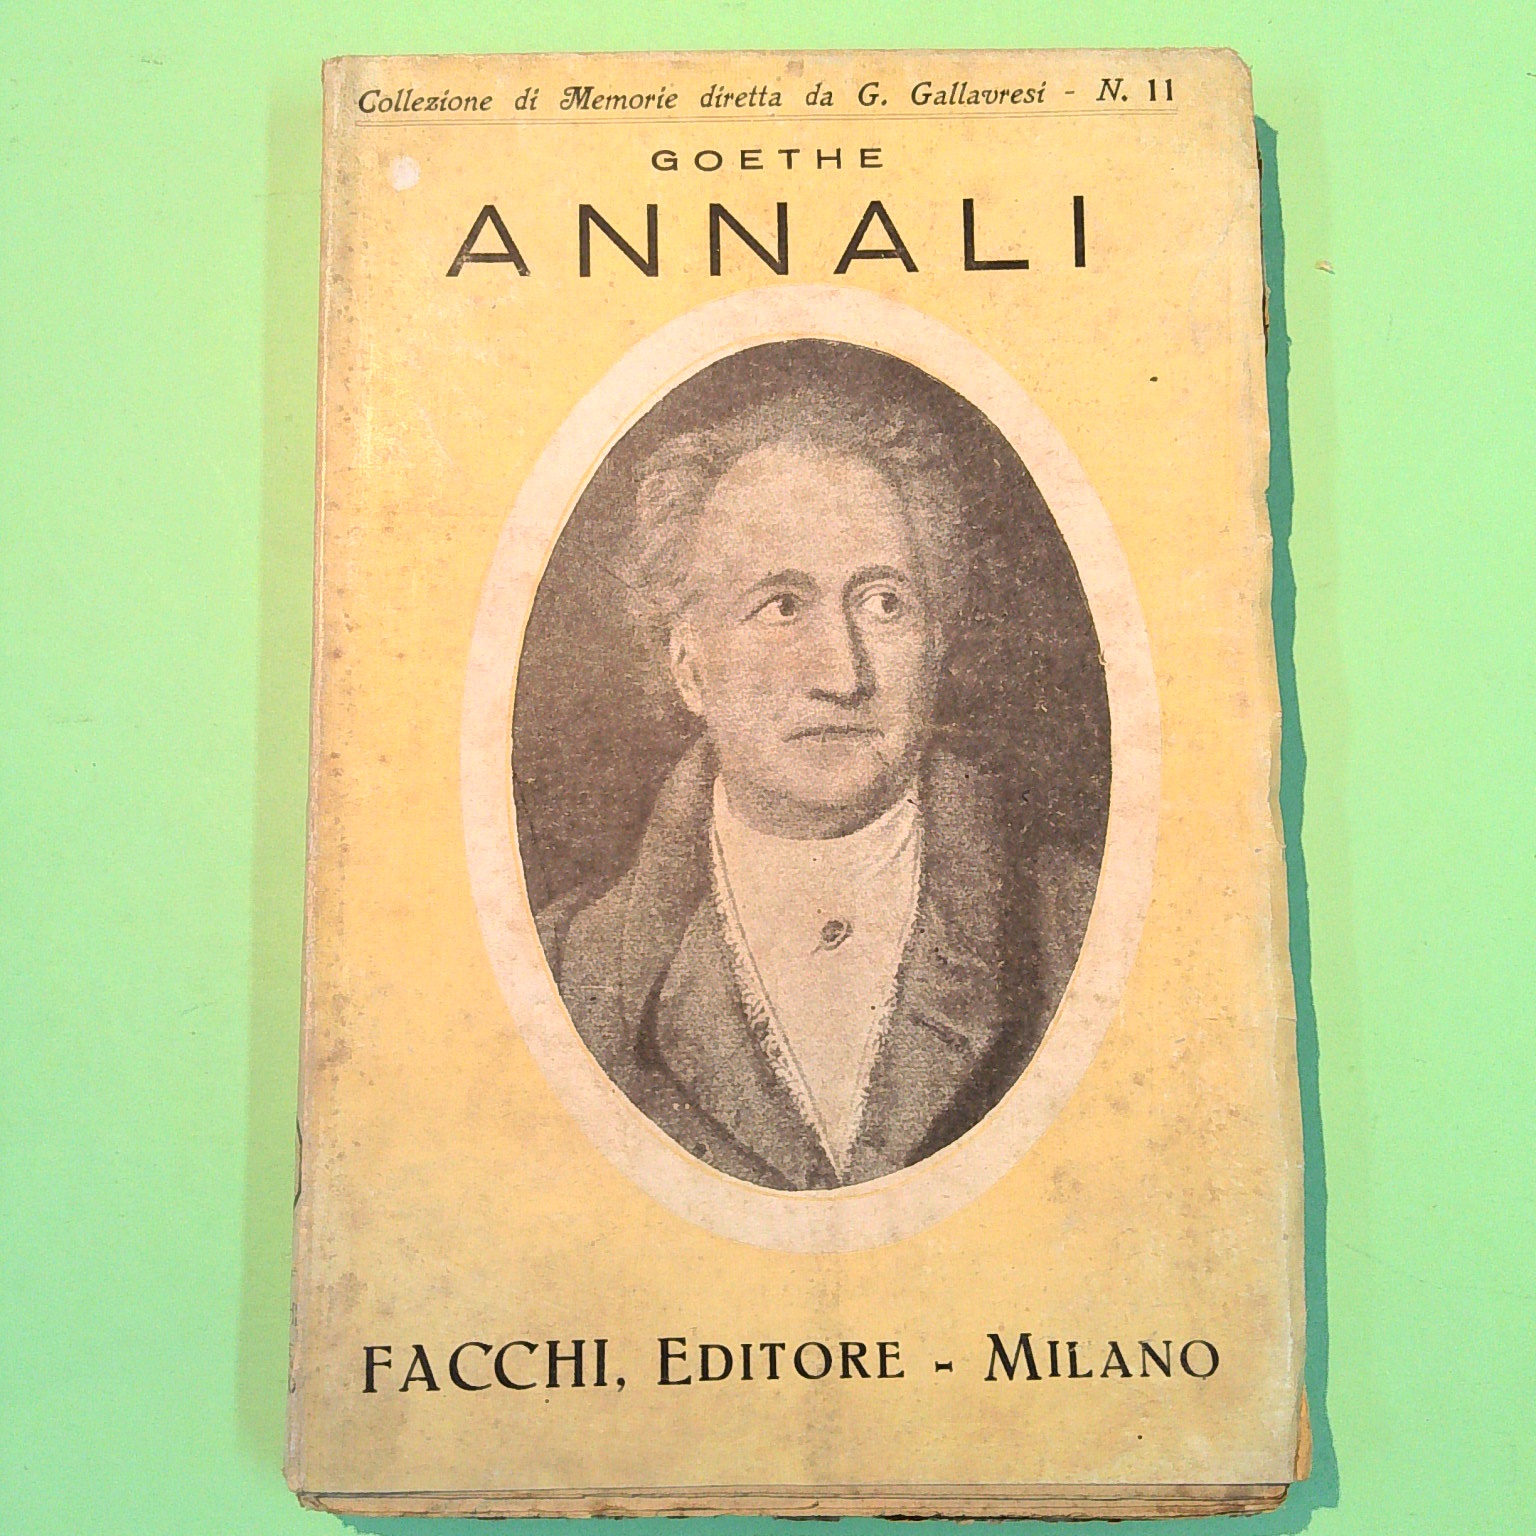 Collezione di Memorie diretta da G. Gallavresi - N. 11
GOETHE
ANNALI
FACCHI, EDITORE - MILANO